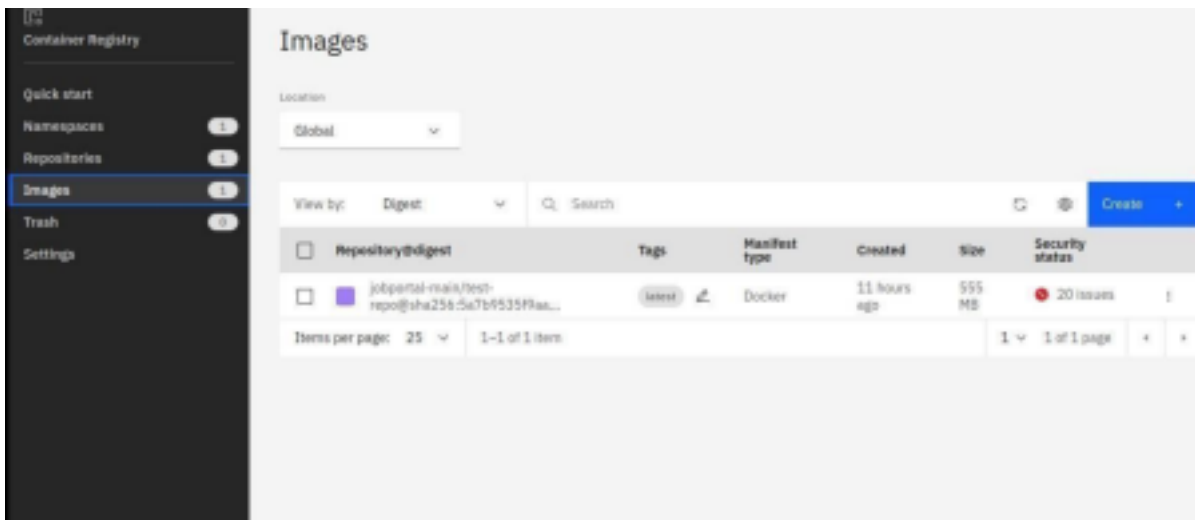 Container Registry
Quick start
Namespaces 1
Repositories 1
Images 1
Trash 0
Settings
Images
Location
Global
View by: Digest Search Create +
Repository@digest Tags Manifest type Created Size Security status
jobportal-main/test-
repo@sha256:5a7b9535f9aa... latest Docker 11 hours ago 555 MB 20 issues
Items per page: 25 1–1 of 1 item 1 1 of 1 page